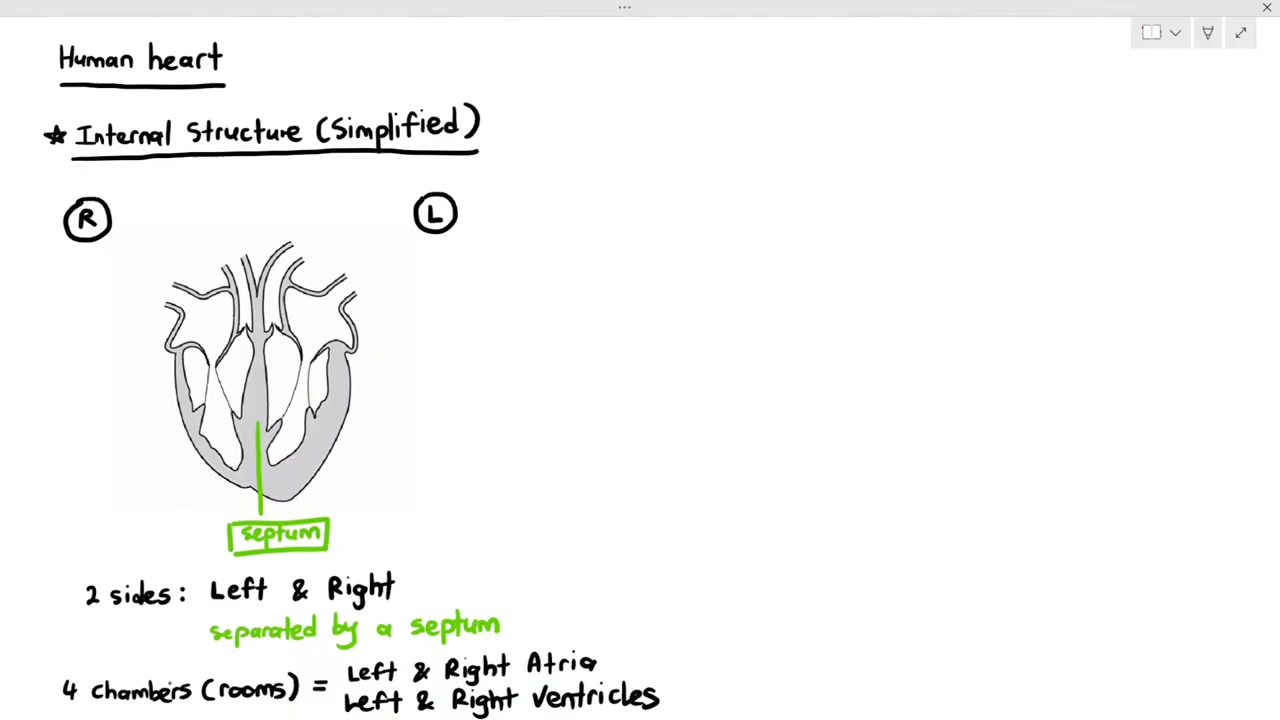 Human heart
* Internal Structure (Simplified)
R L
septum
2 sides: Left & Right
separated by a septum
4 chambers (rooms) = Left & Right Atria
Left & Right Ventricles